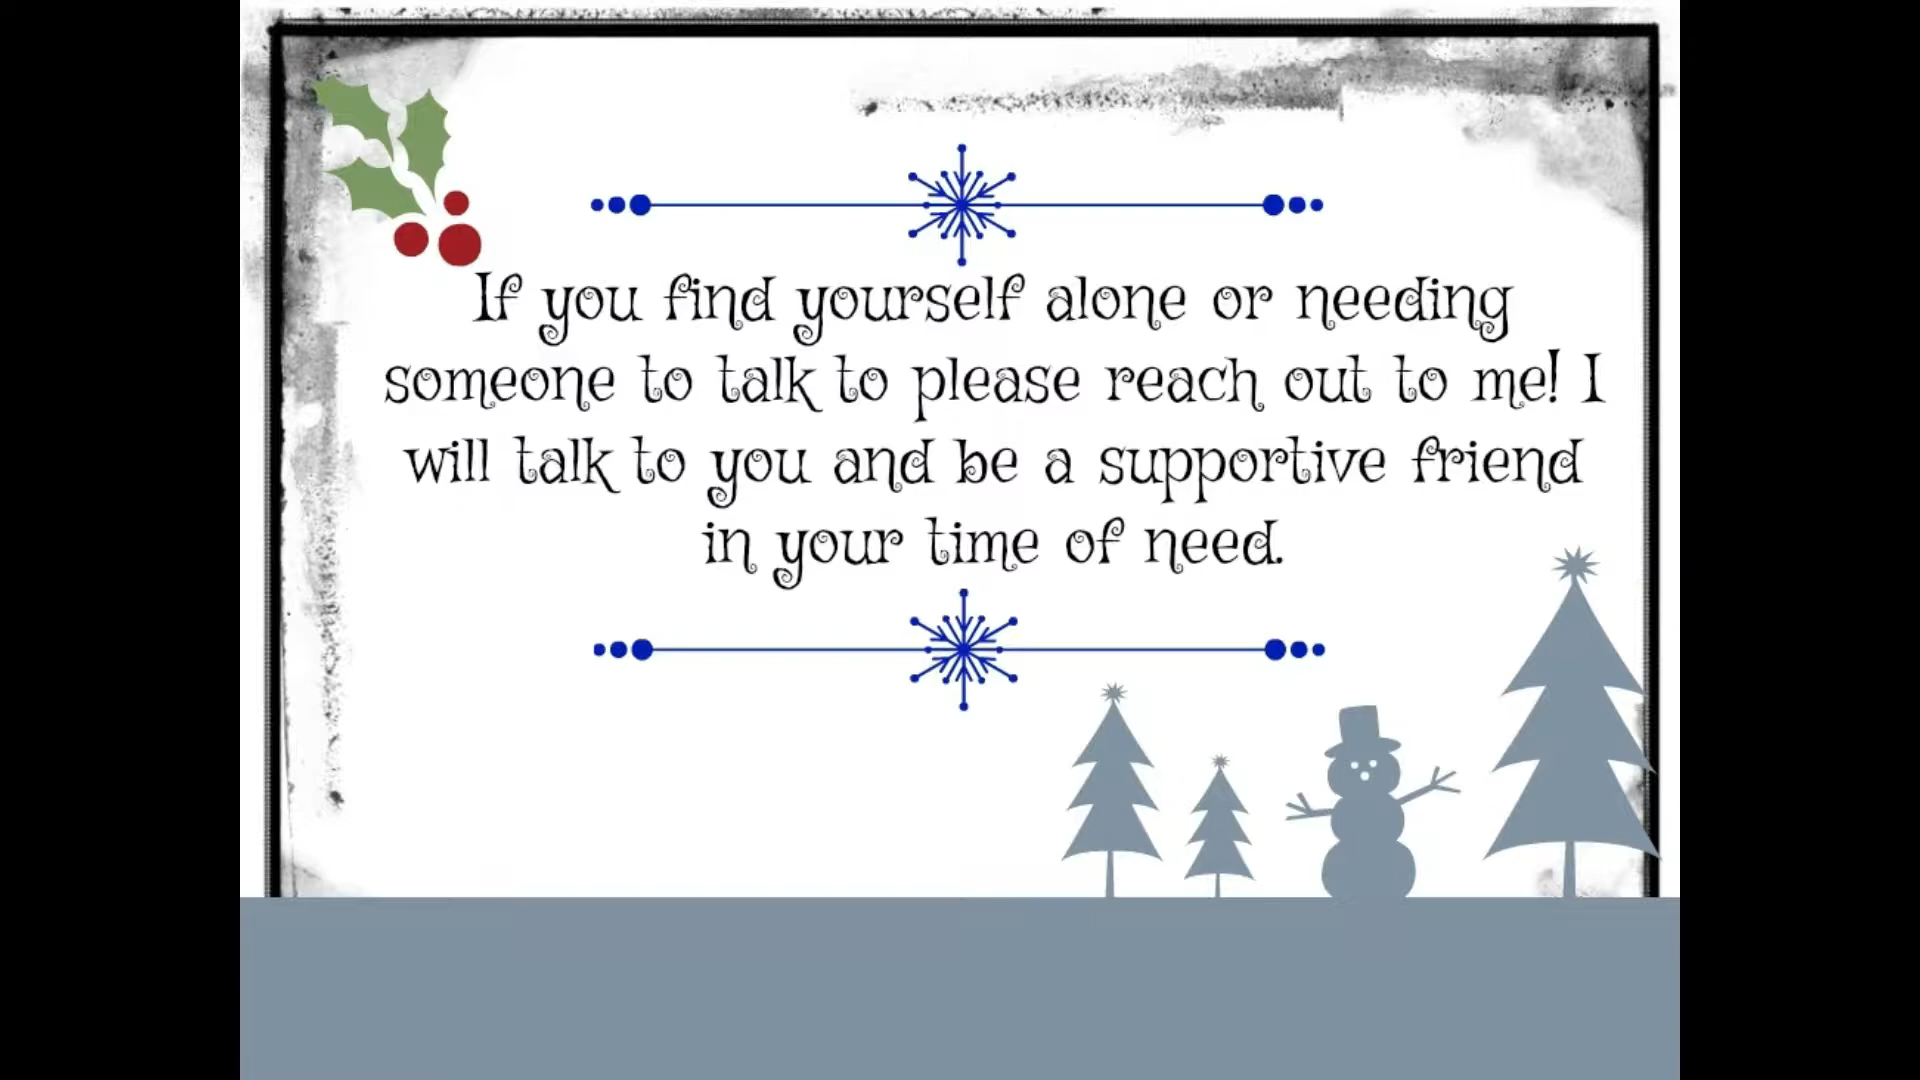 If you find yourself alone or needing
someone to talk to please reach out to me! I
will talk to you and be a supportive friend
in your time of need.